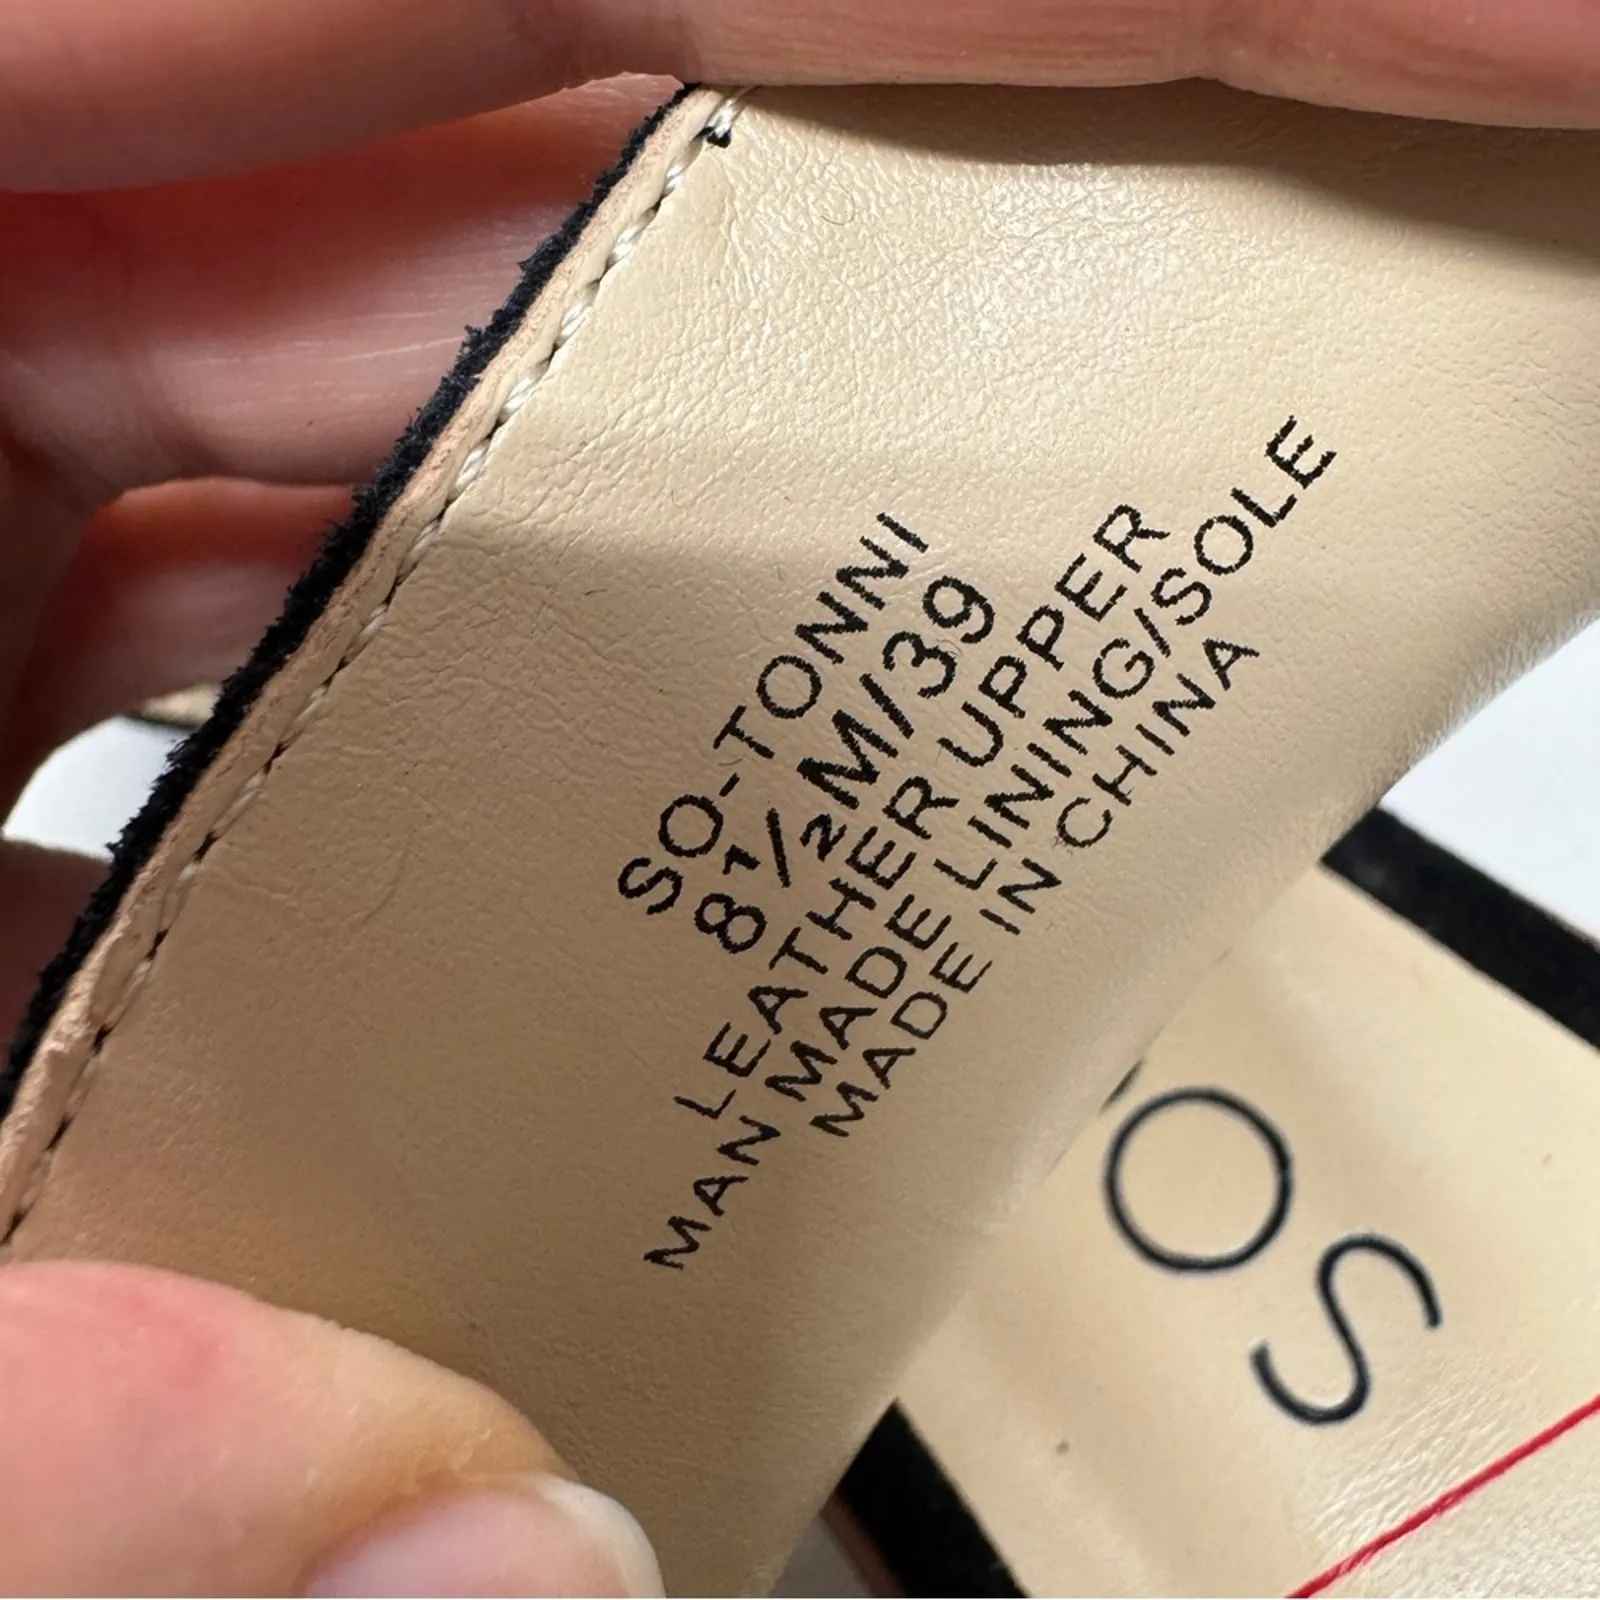 SO-TONNI
8 1/2 M/39
LEATHER UPPER
MAN MADE LINING/SOLE
MADE IN CHINA
SO